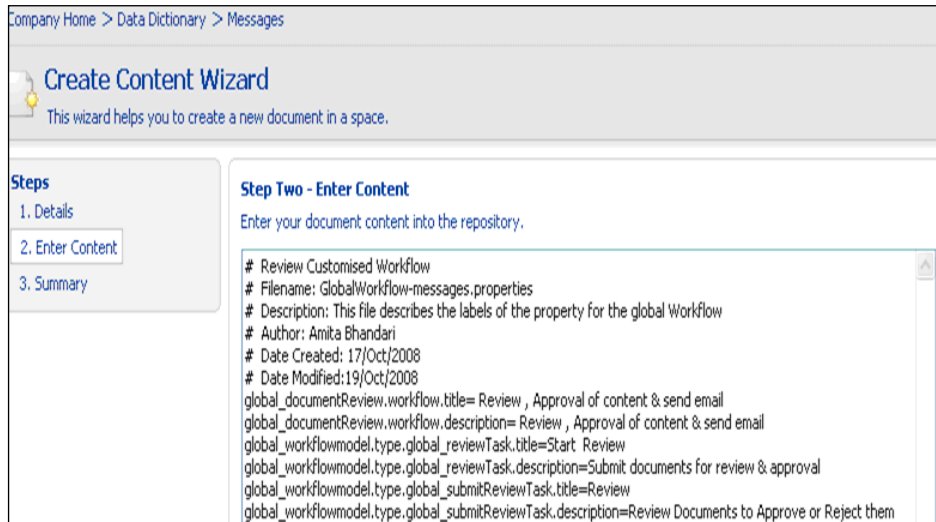 Company Home > Data Dictionary > Messages
Create Content Wizard
This wizard helps you to create a new document in a space.
Steps
1. Details
2. Enter Content
3. Summary
Step Two - Enter Content
Enter your document content into the repository.
# Review Customised Workflow
# Filename: GlobalWorkflow-messages.properties
# Description: This file describes the labels of the property for the global Workflow
# Author: Amita Bhandari
# Date Created: 17/Oct/2008
# Date Modified:19/Oct/2008
global_documentReview.workflow.title= Review , Approval of content & send email
global_documentReview.workflow.description= Review , Approval of content & send email
global_workflowmodel.type.global_reviewTask.title=Start Review
global_workflowmodel.type.global_reviewTask.description=Submit documents for review & approval
global_workflowmodel.type.global_submitReviewTask.title=Review
global_workflowmodel.type.global_submitReviewTask.description=Review Documents to Approve or Reject them